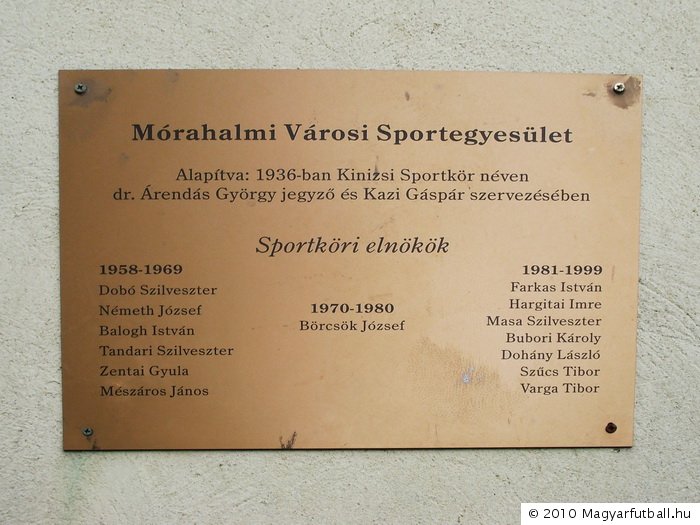 Mórahalmi Városi Sportegyesület
Alapítva: 1936-ban Kinizsi Sportkör néven
dr. Árendás György jegyző és Kazi Gáspár szervezésében
Sportköri elnökök
1958-1969
Dobó Szilveszter
Németh József
Balogh István
Tandari Szilveszter
Zentai Gyula
Mészáros János
1970-1980
Börcsök József
1981-1999
Farkas István
Hargitai Imre
Masa Szilveszter
Bubori Károly
Dohány László
Szűcs Tibor
Varga Tibor
© 2010 Magyarfutball.hu